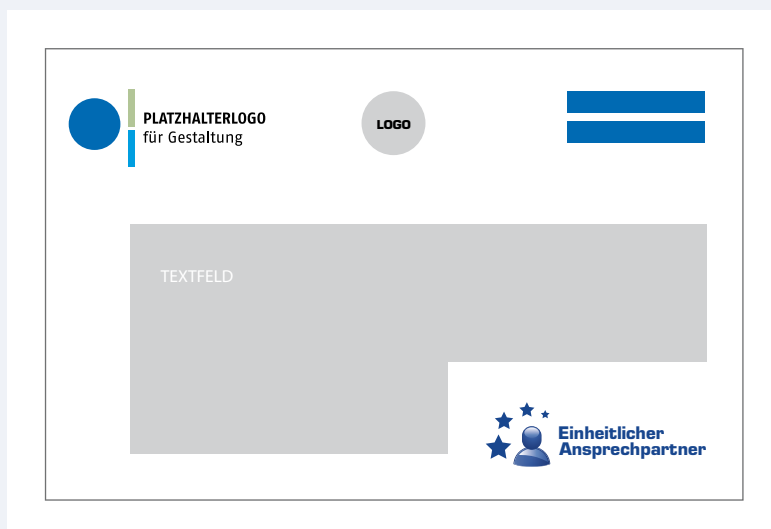 PLATZHALTERLOGO
für Gestaltung
LOGO
TEXTFELD
Einheitlicher
Ansprechpartner